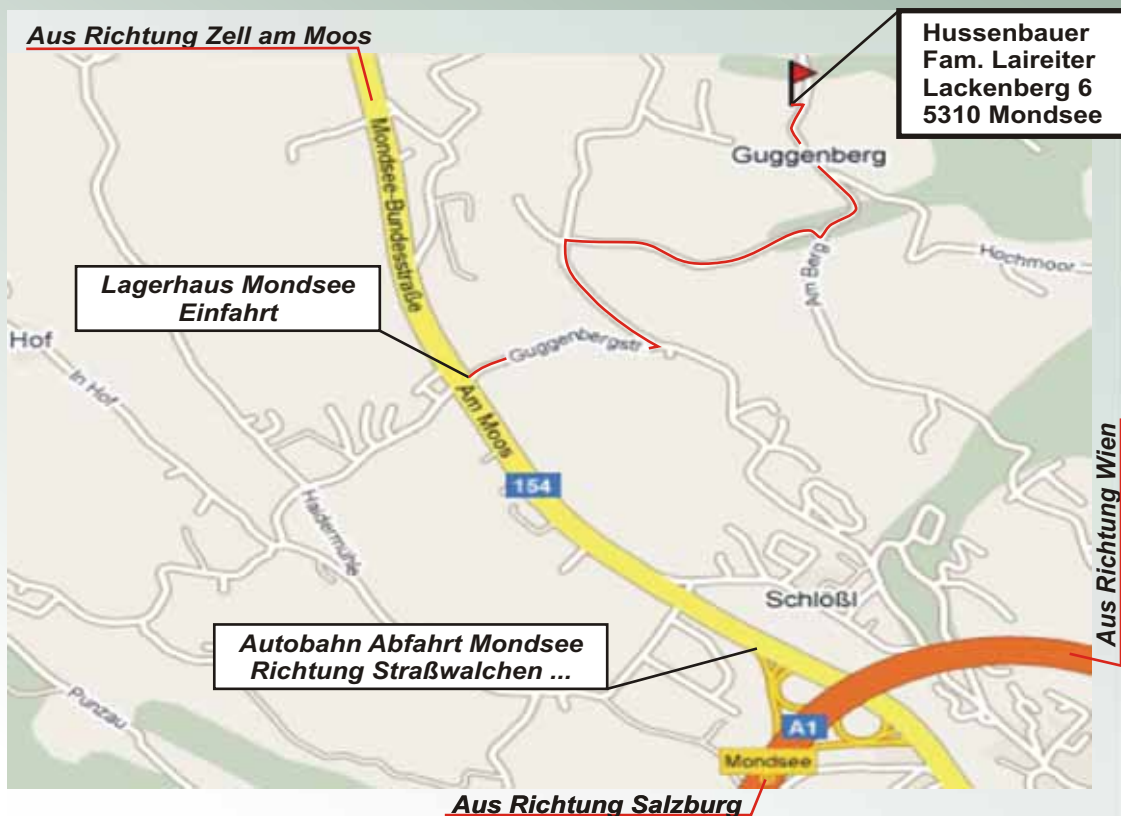 Aus Richtung Zell am Moos
Hussenbauer
Fam. Laireiter
Lackenberg 6
5310 Mondsee
Guggenberg
Mondsee-Bundesstraße
Hochmoor
Am Berg
Lagerhaus Mondsee
Einfahrt
Hof
Guggenbergstr
In Hof
Am Moos
154
Haidermühle
Aus Richtung Wien
Schlößl
Autobahn Abfahrt Mondsee
Richtung Straßwalchen ...
Punzau
A1
Mondsee
Aus Richtung Salzburg